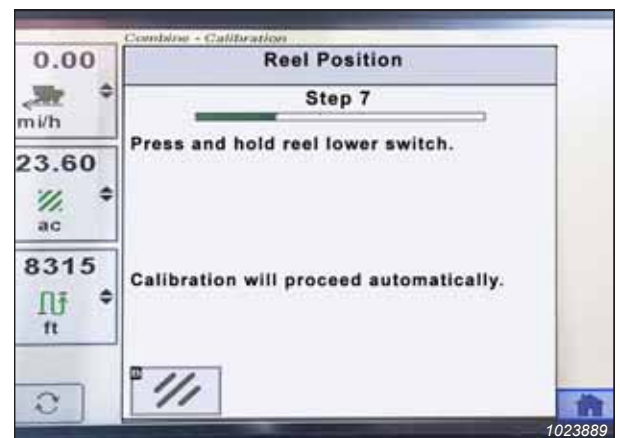 Combine - Calibration
Reel Position
Step 7
Press and hold reel lower switch.
Calibration will proceed automatically.
0.00
mi/h
23.60
ac
8315
ft
1023889